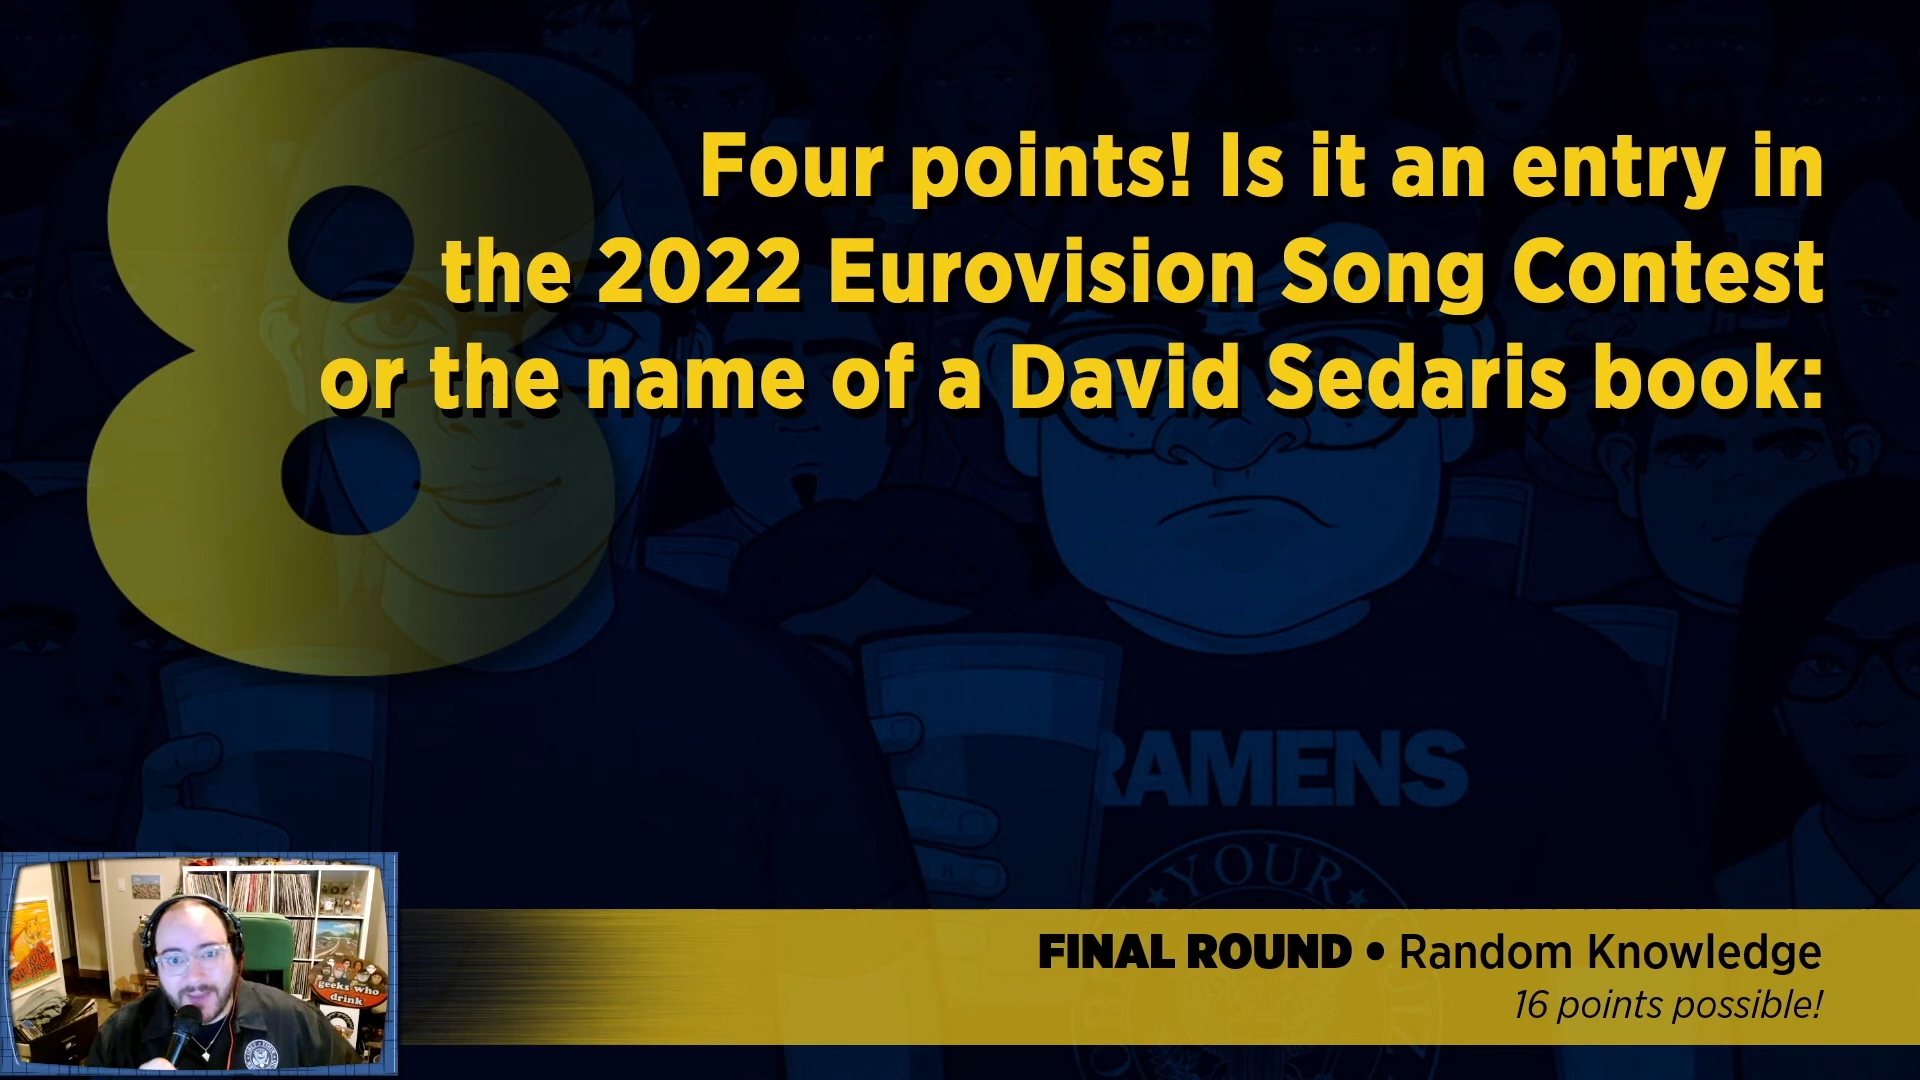 8
Four points! Is it an entry in
the 2022 Eurovision Song Contest
or the name of a David Sedaris book:
RAMENS
YOUR
geeks who
drink
FINAL ROUND • Random Knowledge
16 points possible!